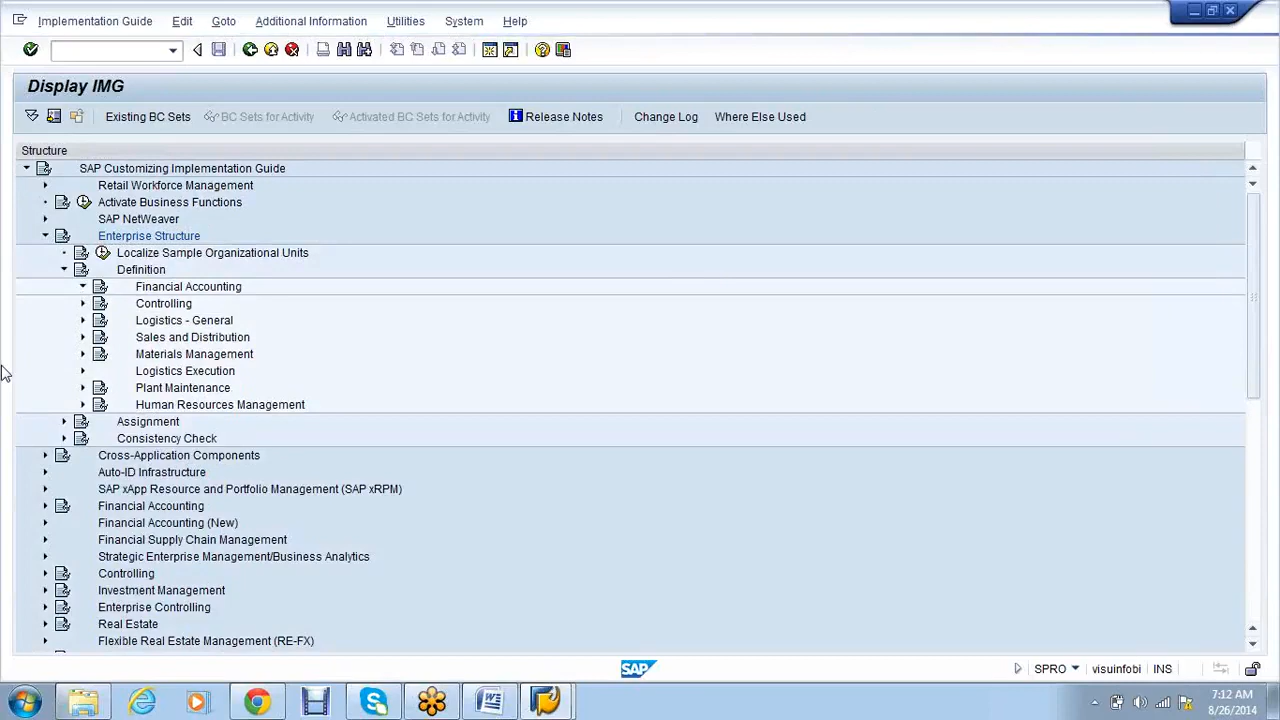 Implementation Guide Edit Goto Additional Information Utilities System Help
Display IMG
Existing BC Sets BC Sets for Activity Activated BC Sets for Activity Release Notes Change Log Where Else Used
Structure
SAP Customizing Implementation Guide
Retail Workforce Management
Activate Business Functions
SAP NetWeaver
Enterprise Structure
Localize Sample Organizational Units
Definition
Financial Accounting
Controlling
Logistics - General
Sales and Distribution
Materials Management
Logistics Execution
Plant Maintenance
Human Resources Management
Assignment
Consistency Check
Cross-Application Components
Auto-ID Infrastructure
SAP xApp Resource and Portfolio Management (SAP xRPM)
Financial Accounting
Financial Accounting (New)
Financial Supply Chain Management
Strategic Enterprise Management/Business Analytics
Controlling
Investment Management
Enterprise Controlling
Real Estate
Flexible Real Estate Management (RE-FX)
SAP SPRO visuinfobi INS
7:12 AM
8/26/2014